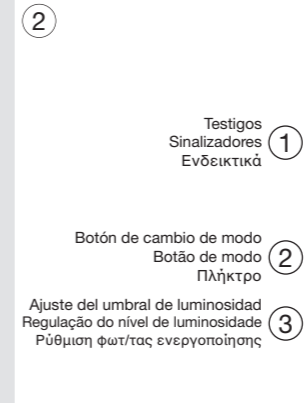 2
Testigos
Sinalizadores
Ενδεικτικά
1
Botón de cambio de modo
Botão de modo
Πλήκτρο
2
Ajuste del umbral de luminosidad
Regulação do nível de luminosidade
Ρύθμιση φωτ/τας ενεργοποίησης
3